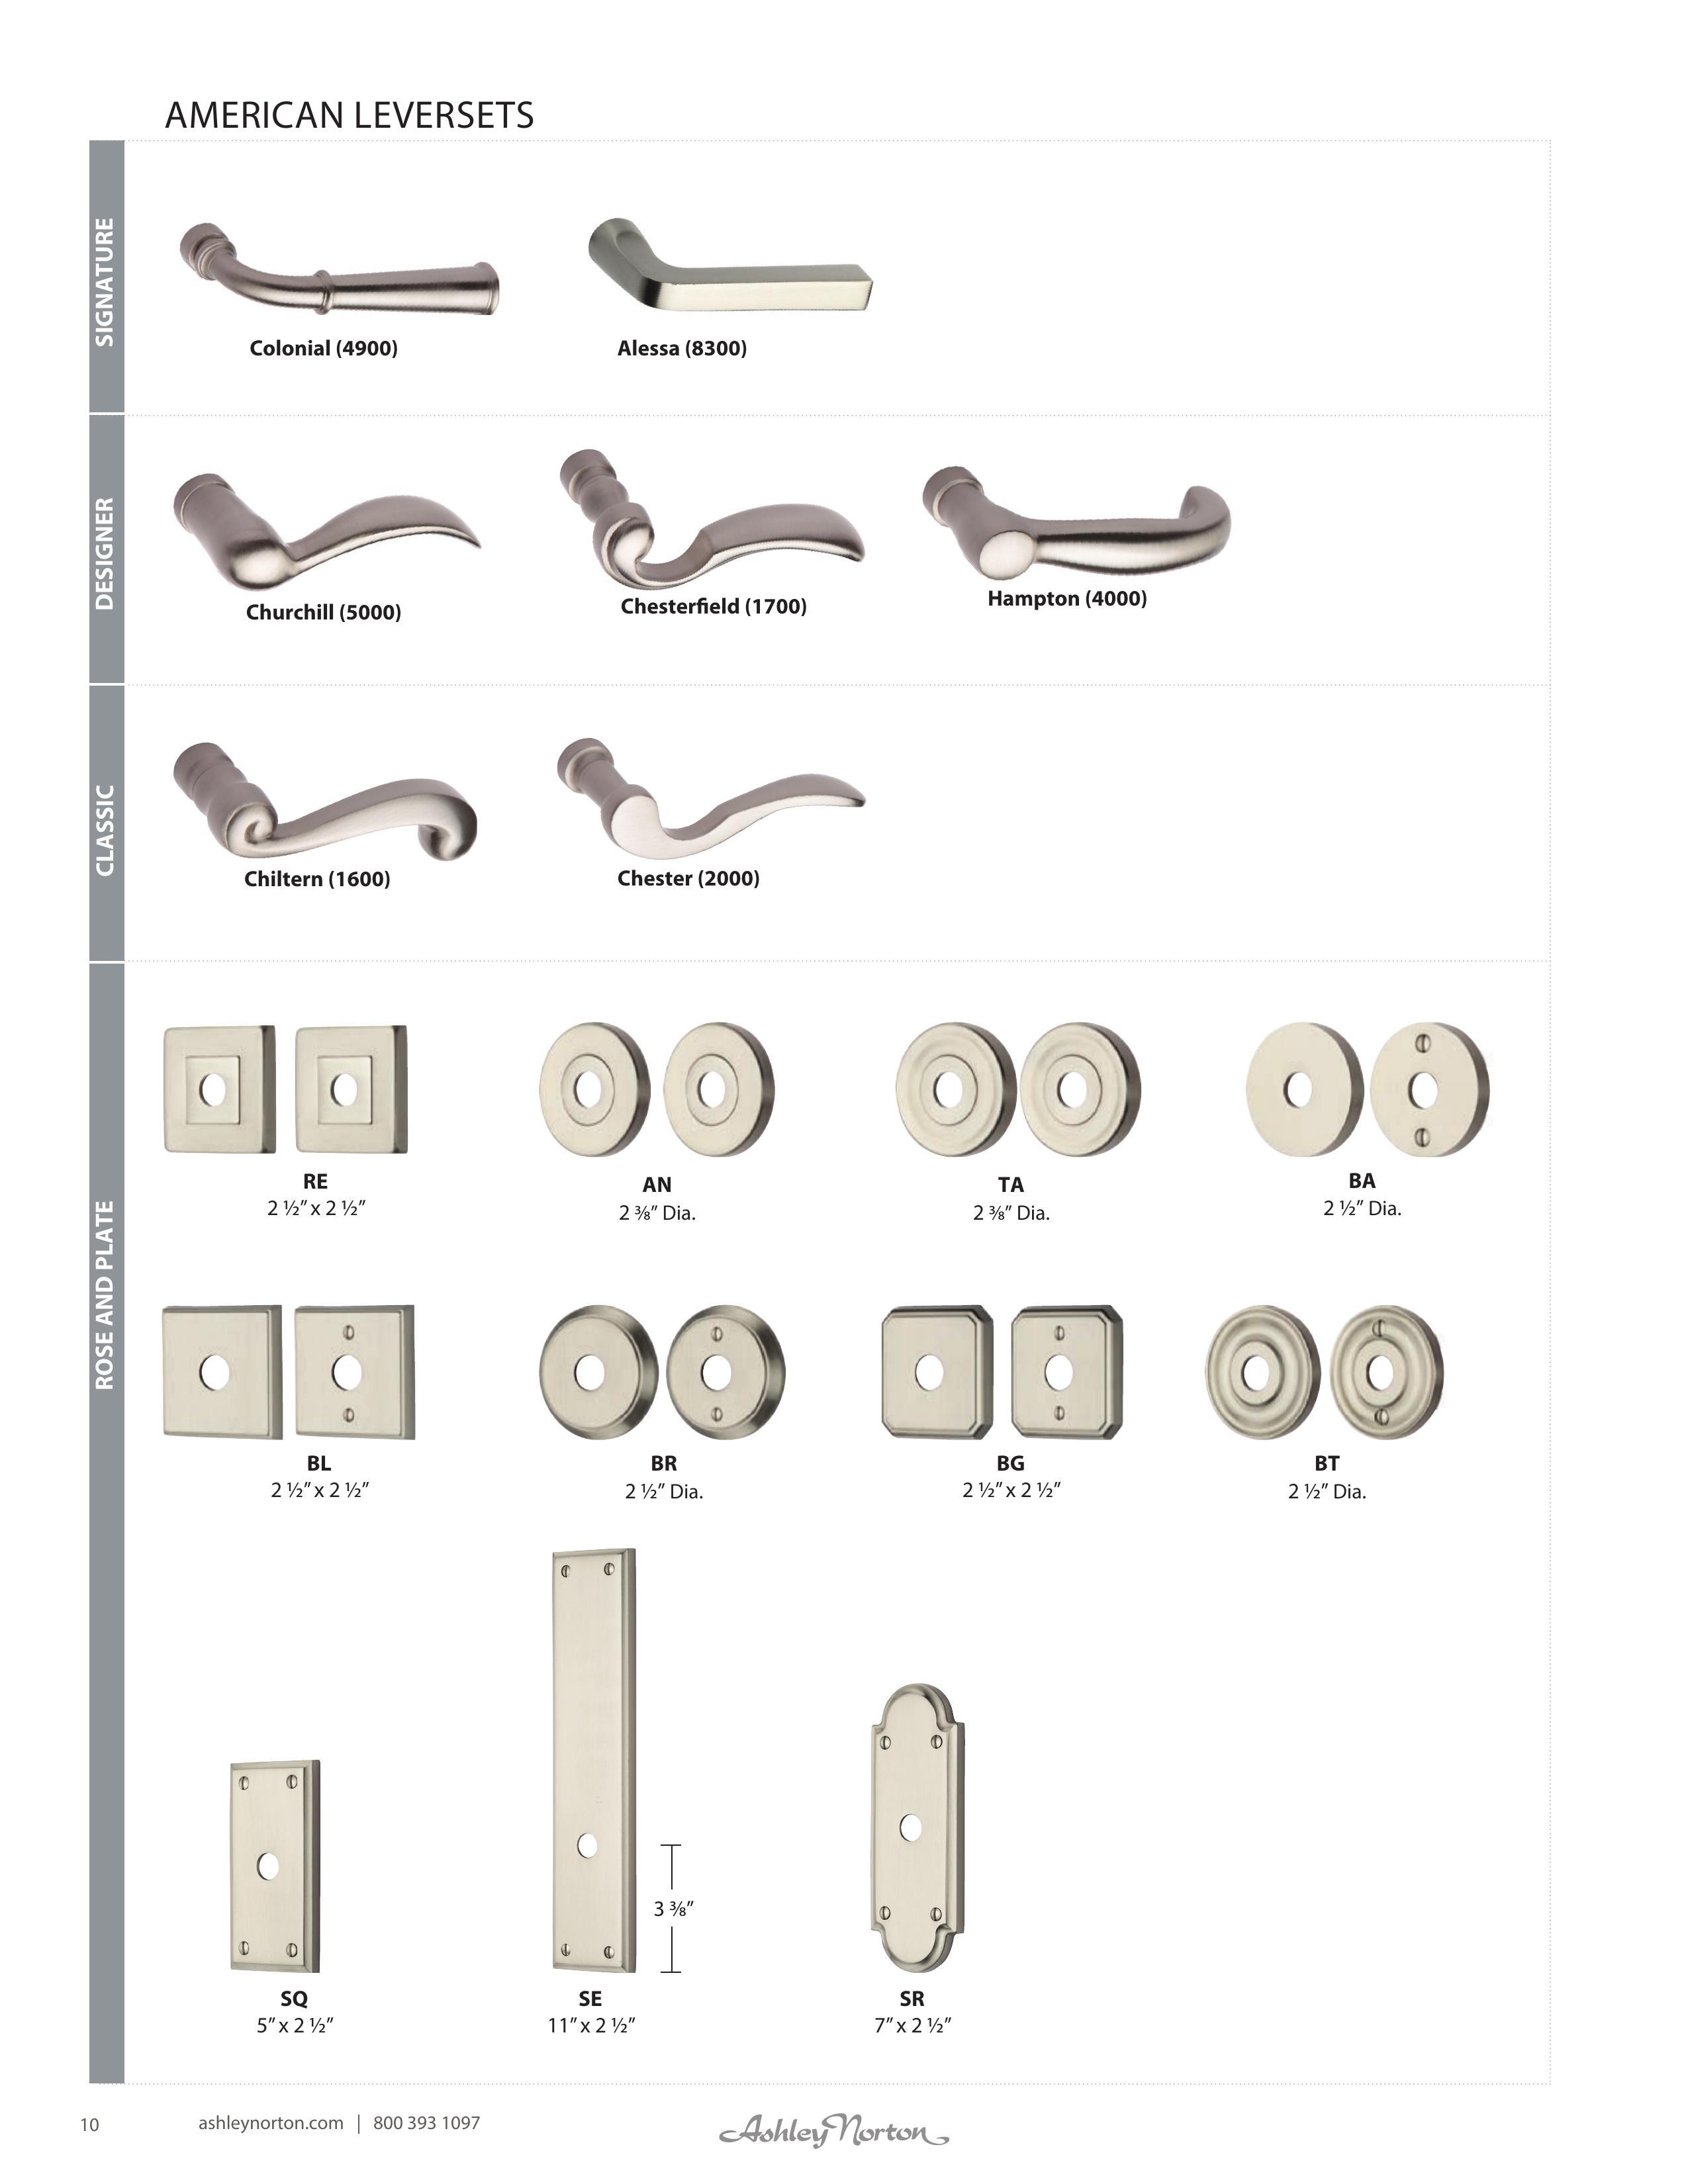 AMERICAN LEVERSETS
SIGNATURE
Colonial (4900)
Alessa (8300)
DESIGNER
Churchill (5000)
Chesterfield (1700)
Hampton (4000)
CLASSIC
Chiltern (1600)
Chester (2000)
ROSE AND PLATE
RE
2 ½” x 2 ½”
AN
2 ⅜” Dia.
TA
2 ⅜” Dia.
BA
2 ½” Dia.
BL
2 ½” x 2 ½”
BR
2 ½” Dia.
BG
2 ½” x 2 ½”
BT
2 ½” Dia.
3 ⅜”
SQ
5” x 2 ½”
SE
11” x 2 ½”
SR
7” x 2 ½”
10
ashleynorton.com | 800 393 1097
Ashley Norton